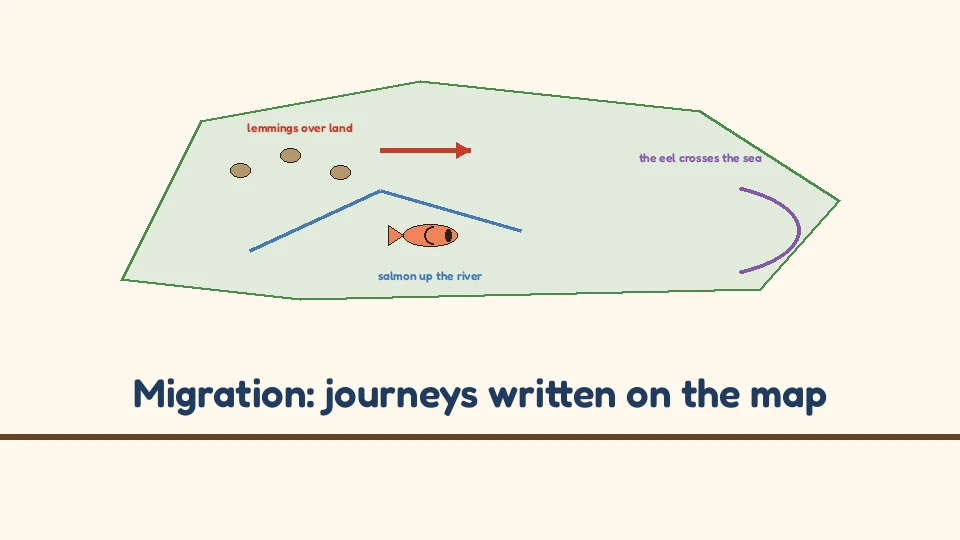 lemmings over land
the eel crosses the sea
salmon up the river
Migration: journeys written on the map